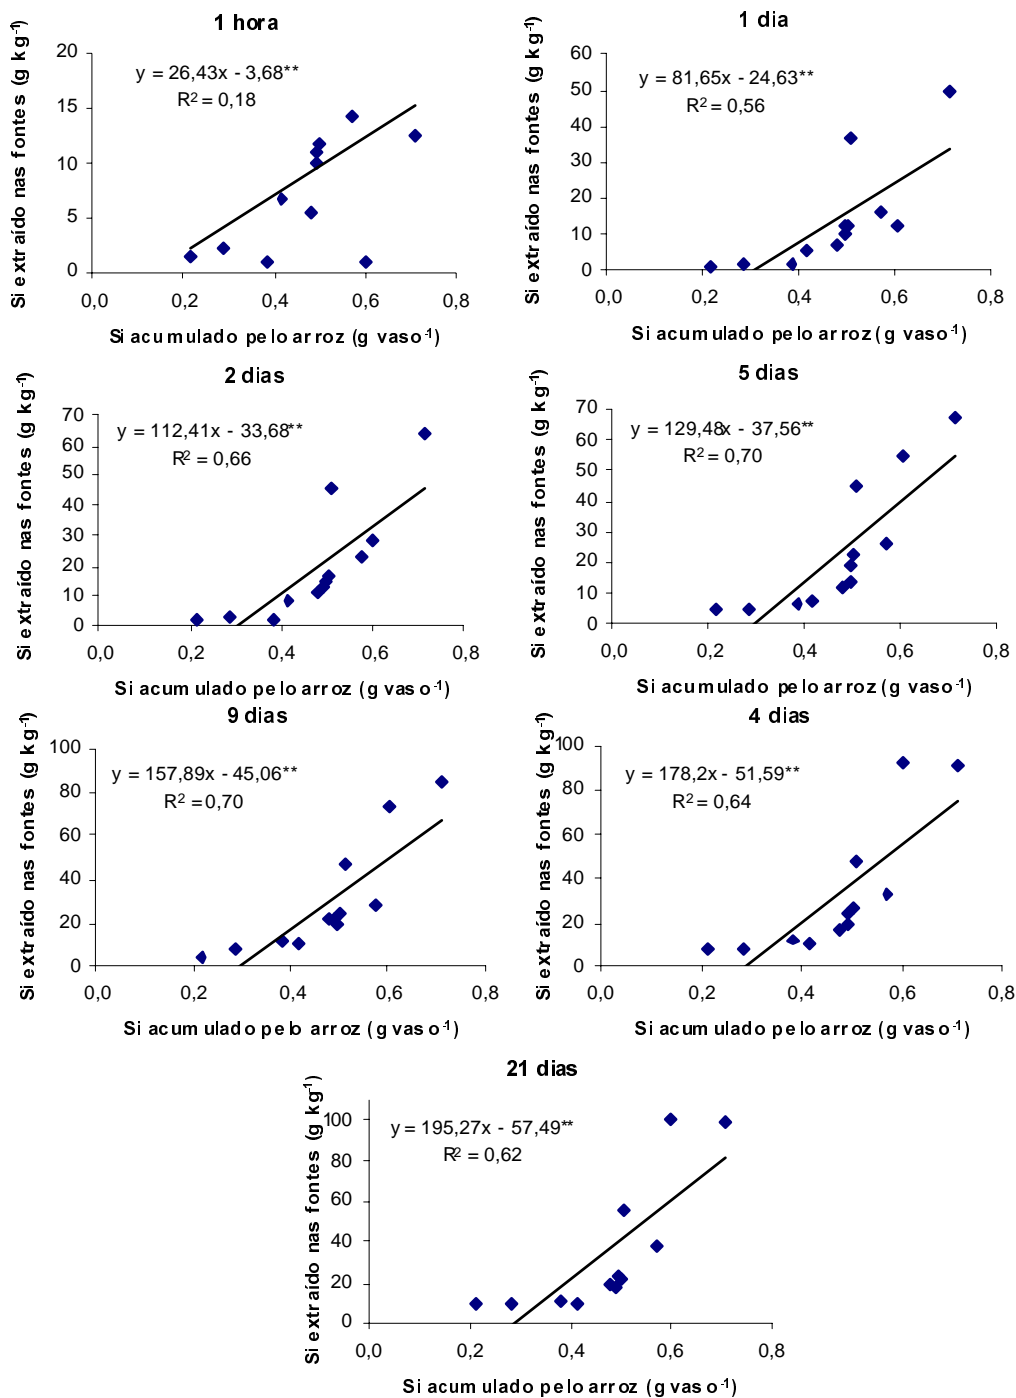 1 hora
Si extraído nas fontes (g kg-1)
20
15
10
5
0
y = 26,43x - 3,68**
R2 = 0,18
0,0 0,2 0,4 0,6 0,8
Si acumulado pelo arroz (g vaso-1)
1 dia
Si extraído nas fontes (g kg-1)
60
50
40
30
20
10
0
y = 81,65x - 24,63**
R2 = 0,56
0,0 0,2 0,4 0,6 0,8
Si acumulado pelo arroz (g vaso-1)
2 dias
Si extraído nas fontes (g kg-1)
70
60
50
40
30
20
10
0
y = 112,41x - 33,68**
R2 = 0,66
0,0 0,2 0,4 0,6 0,8
Si acumulado pelo arroz (g vaso-1)
5 dias
Si extraído nas fontes (g kg-1)
70
60
50
40
30
20
10
0
y = 129,48x - 37,56**
R2 = 0,70
0,0 0,2 0,4 0,6 0,8
Si acumulado pelo arroz (g vaso-1)
9 dias
Si extraído nas fontes (g kg-1)
100
80
60
40
20
0
y = 157,89x - 45,06**
R2 = 0,70
0,0 0,2 0,4 0,6 0,8
Si acumulado pelo arroz (g vaso-1)
4 dias
Si extraído nas fontes (g kg-1)
100
80
60
40
20
0
y = 178,2x - 51,59**
R2 = 0,64
0,0 0,2 0,4 0,6 0,8
Si acumulado pelo arroz (g vaso-1)
21 dias
Si extraído nas fontes (g kg-1)
100
80
60
40
20
0
y = 195,27x - 57,49**
R2 = 0,62
0,0 0,2 0,4 0,6 0,8
Si acumulado pelo arroz (g vaso-1)